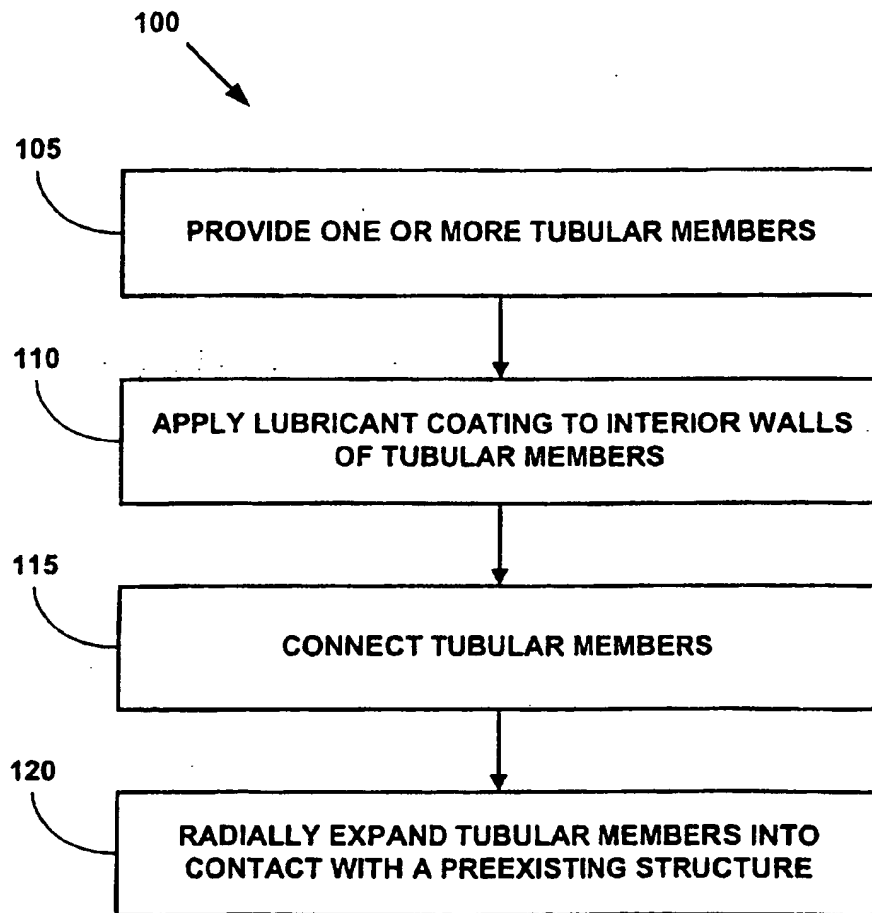 100
105
PROVIDE ONE OR MORE TUBULAR MEMBERS
110
APPLY LUBRICANT COATING TO INTERIOR WALLS
OF TUBULAR MEMBERS
115
CONNECT TUBULAR MEMBERS
120
RADIALLY EXPAND TUBULAR MEMBERS INTO
CONTACT WITH A PREEXISTING STRUCTURE